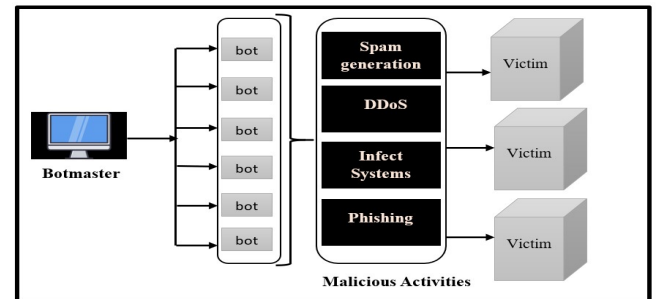 Botmaster
bot
bot
bot
bot
bot
bot
Spam
generation
DDoS
Infect
Systems
Phishing
Malicious Activities
Victim
Victim
Victim